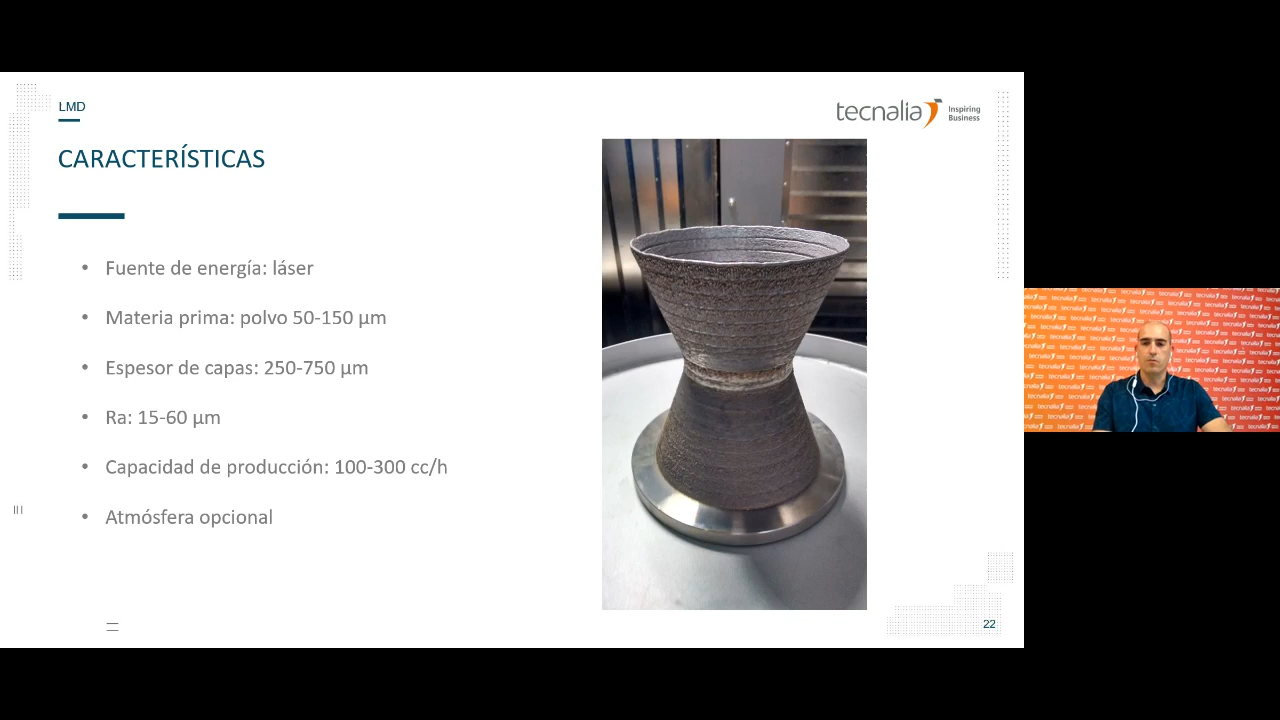 LMD
tecnalia Inspiring Business
CARACTERÍSTICAS
• Fuente de energía: láser
• Materia prima: polvo 50-150 µm
• Espesor de capas: 250-750 µm
• Ra: 15-60 µm
• Capacidad de producción: 100-300 cc/h
• Atmósfera opcional
22